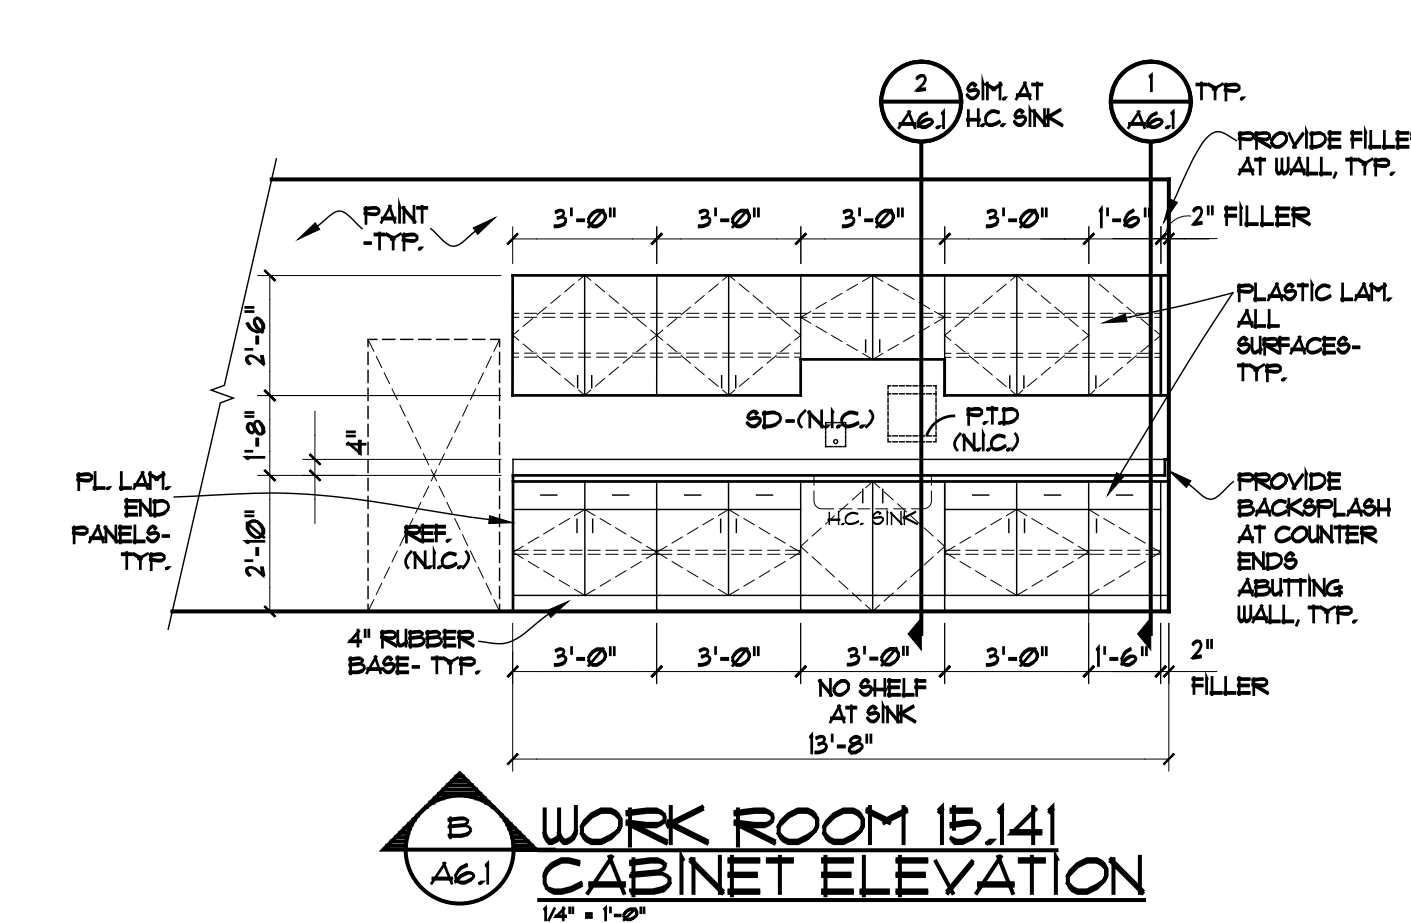 2
A6.1
SIM. AT
H.C. SINK
1
A6.1
TYP.
PROVIDE FILLE
AT WALL, TYP.
PAINT
-TYP.
3'-0"
3'-0"
3'-0"
3'-0"
1'-6"
2" FILLER
PLASTIC LAM.
ALL
SURFACES-
TYP.
2'-6"
1'-8"
4"
2'-10"
SD-(N.I.C.)
P.T.D
(N.I.C.)
PL. LAM.
END
PANELS-
TYP.
REF.
(N.I.C.)
H.C. SINK
PROVIDE
BACKSPLASH
AT COUNTER
ENDS
ABUTTING
WALL, TYP.
4" RUBBER
BASE- TYP.
3'-0"
3'-0"
3'-0"
3'-0"
1'-6"
2"
FILLER
NO SHELF
AT SINK
13'-8"
B
A6.1
WORK ROOM 15.141
CABINET ELEVATION
1/4" = 1'-0"